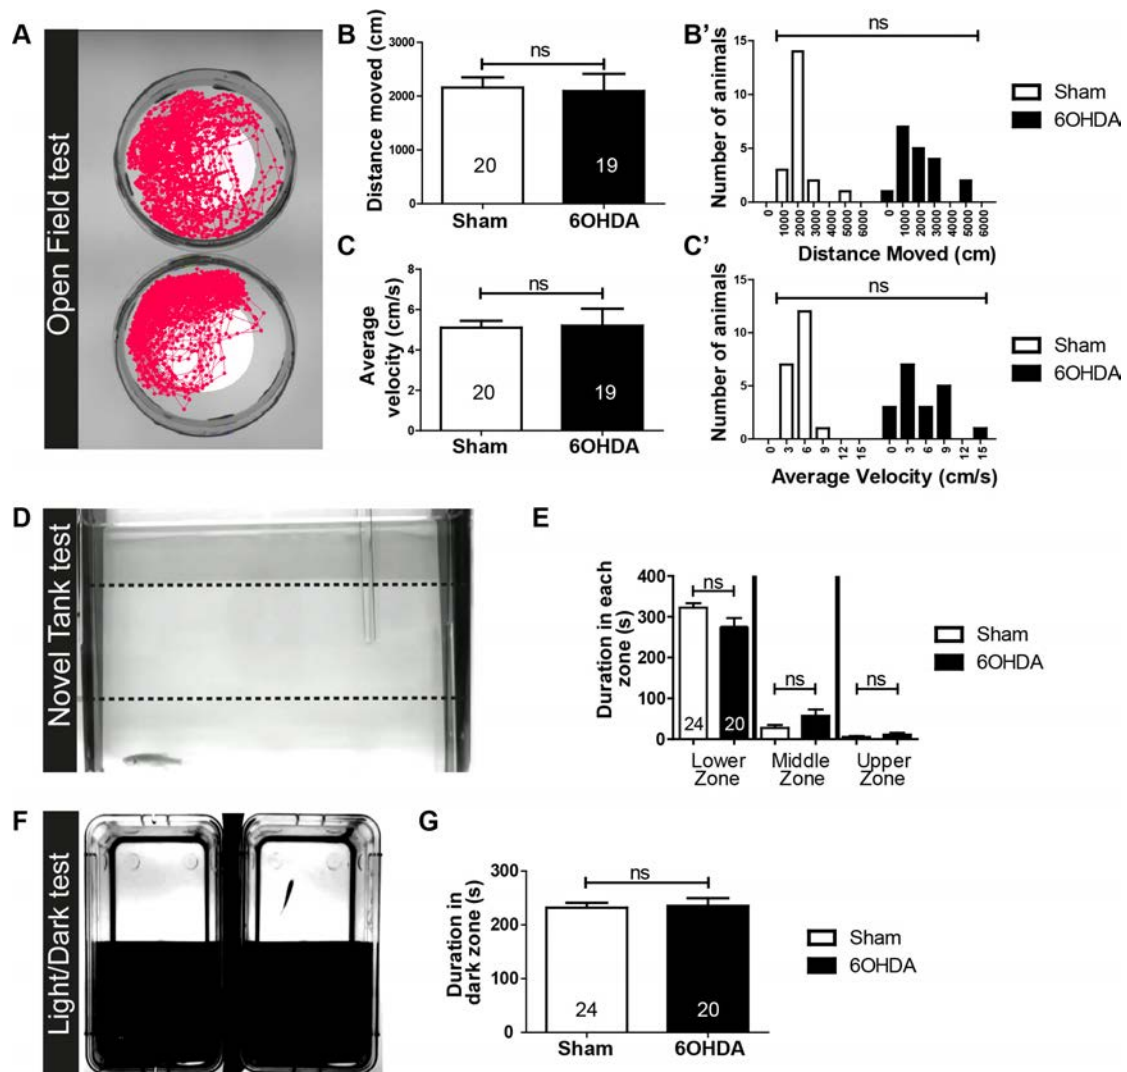 A
Open Field test
B
Distance moved (cm)
3000
2000
1000
0
ns
20
19
Sham
6OHDA
B'
Number of animals
15
10
5
0
ns
0
1000
2000
3000
4000
5000
6000
0
1000
2000
3000
4000
5000
6000
Distance Moved (cm)
Sham
6OHDA
C
Average
velocity (cm/s)
8
6
4
2
0
ns
20
19
Sham
6OHDA
C'
Number of animals
15
10
5
0
ns
0
3
6
9
12
15
0
3
6
9
12
15
Average Velocity (cm/s)
Sham
6OHDA
D
Novel Tank test
E
Duration in each
zone (s)
400
300
200
100
0
ns
ns
ns
24
20
Lower
Zone
Middle
Zone
Upper
Zone
Sham
6OHDA
F
Light/Dark test
G
Duration in
dark zone (s)
300
200
100
0
ns
24
20
Sham
6OHDA
Sham
6OHDA